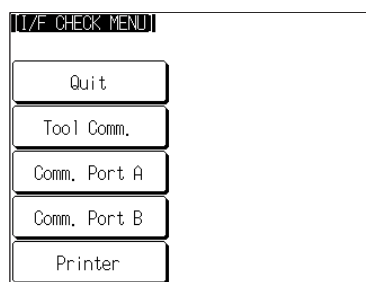 [I/F CHECK MENU]
Quit
Tool Comm.
Comm. Port A
Comm. Port B
Printer